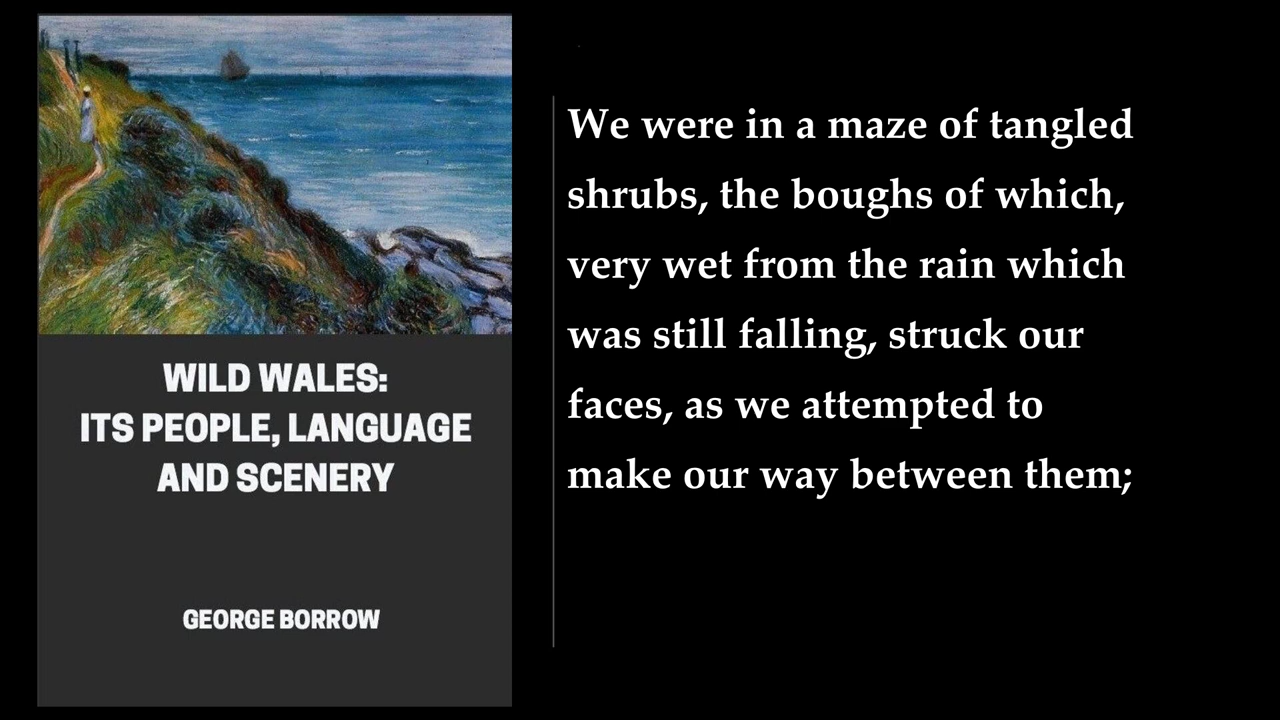 WILD WALES:
ITS PEOPLE, LANGUAGE
AND SCENERY
GEORGE BORROW
We were in a maze of tangled
shrubs, the boughs of which,
very wet from the rain which
was still falling, struck our
faces, as we attempted to
make our way between them;